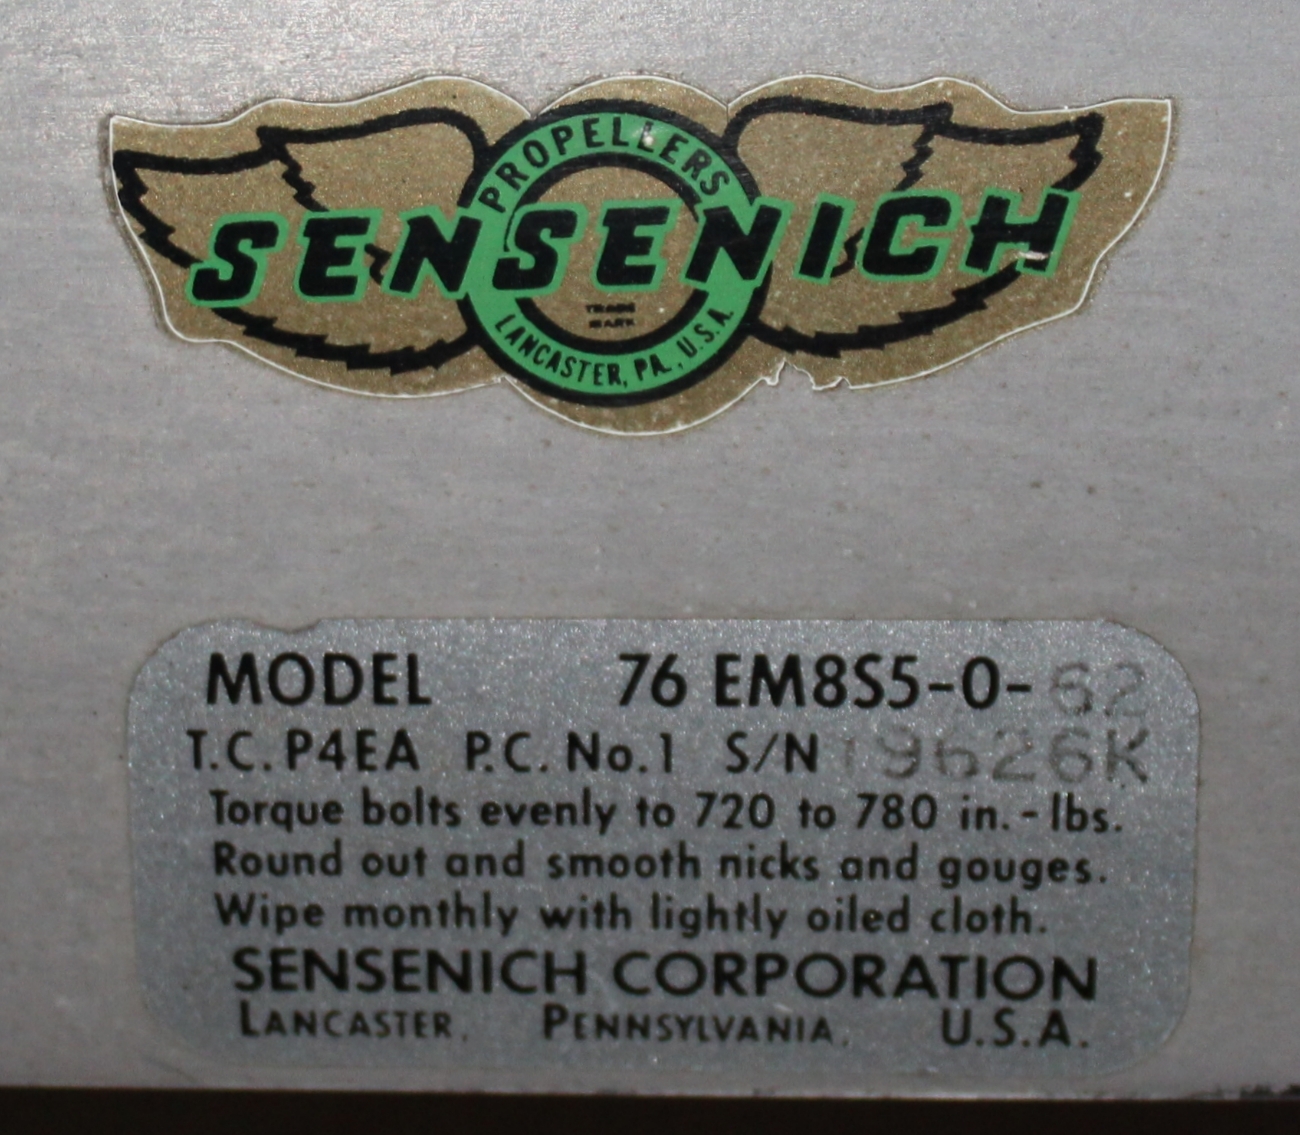 PROPELLERS
SENSENICH
TRADE
MARK
LANCASTER, PA., U.S.A.
MODEL 76 EM8S5-0-62
T.C. P4EA P.C. No.1 S/N 19626K
Torque bolts evenly to 720 to 780 in.-lbs.
Round out and smooth nicks and gouges.
Wipe monthly with lightly oiled cloth.
SENSENICH CORPORATION
LANCASTER, PENNSYLVANIA, U.S.A.